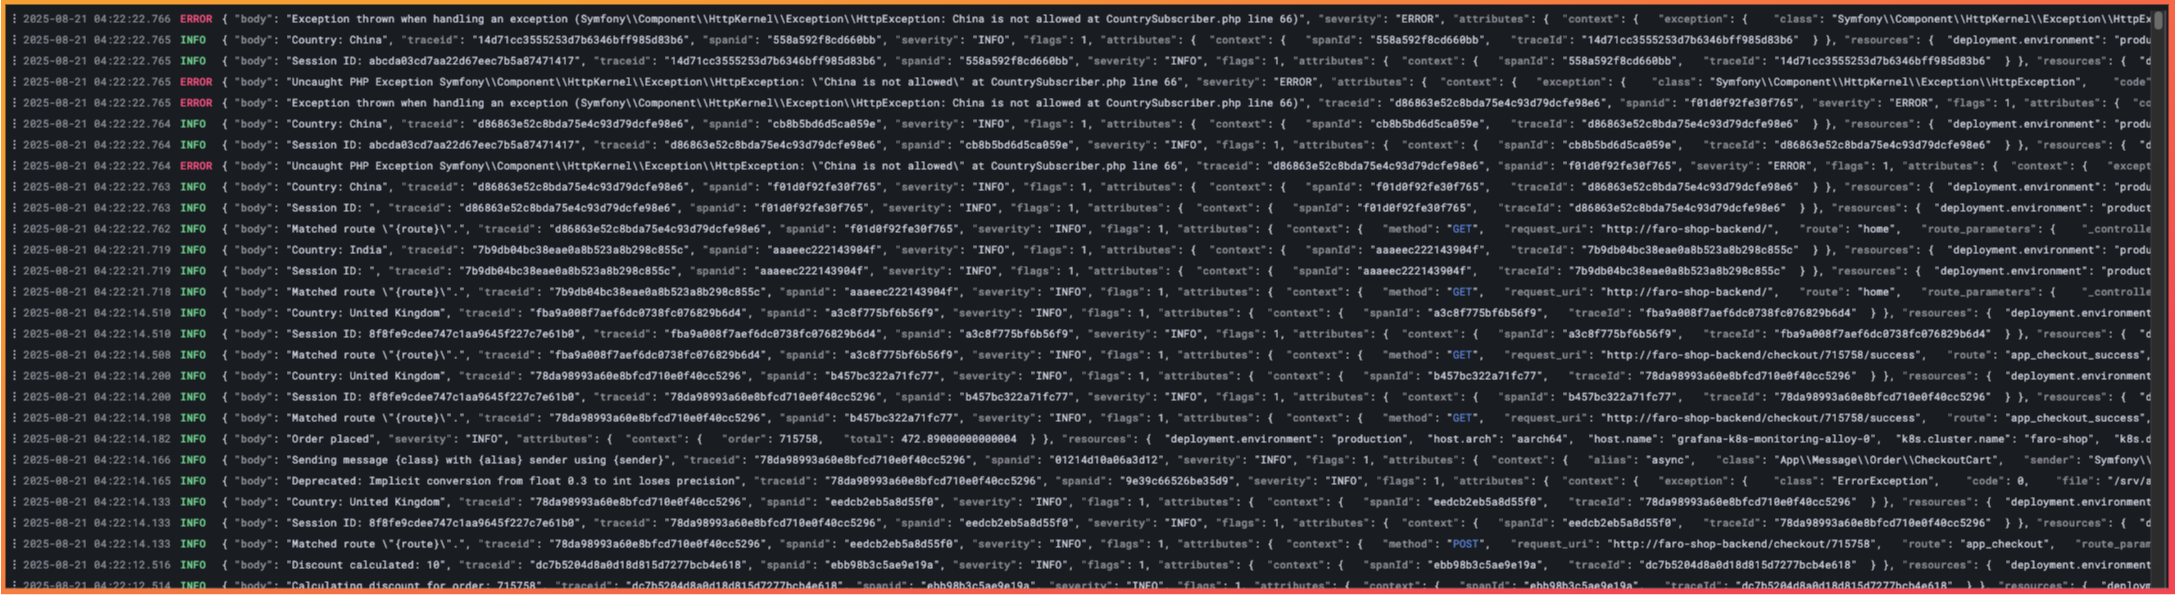 2025-08-21 04:22:22.766 ERROR { "body": "Exception thrown when handling an exception (Symfony\\Component\\HttpKernel\\Exception\\HttpException: China is not allowed at CountrySubscriber.php line 66)", "severity": "ERROR", "attributes": { "context": { "exception": { "class": "Symfony\\Component\\HttpKernel\\Exception\\HttpEx
2025-08-21 04:22:22.765 INFO { "body": "Country: China", "traceid": "14d71cc3555253d7b6346bff985d83b6", "spanid": "558a592f8cd660bb", "severity": "INFO", "flags": 1, "attributes": { "context": { "spanId": "558a592f8cd660bb", "traceId": "14d71cc3555253d7b6346bff985d83b6" } }, "resources": { "deployment.environment": "produ
2025-08-21 04:22:22.765 INFO { "body": "Session ID: abcda03cd7aa22d67eec7b5a87471417", "traceid": "14d71cc3555253d7b6346bff985d83b6", "spanid": "558a592f8cd660bb", "severity": "INFO", "flags": 1, "attributes": { "context": { "spanId": "558a592f8cd660bb", "traceId": "14d71cc3555253d7b6346bff985d83b6" } }, "resources": { "d
2025-08-21 04:22:22.765 ERROR { "body": "Uncaught PHP Exception Symfony\\Component\\HttpKernel\\Exception\\HttpException: \"China is not allowed\" at CountrySubscriber.php line 66", "severity": "ERROR", "attributes": { "context": { "exception": { "class": "Symfony\\Component\\HttpKernel\\Exception\\HttpException", "code"
2025-08-21 04:22:22.765 ERROR { "body": "Exception thrown when handling an exception (Symfony\\Component\\HttpKernel\\Exception\\HttpException: China is not allowed at CountrySubscriber.php line 66)", "traceid": "d86863e52c8bda75e4c93d79dcfe98e6", "spanid": "f01d0f92fe30f765", "severity": "ERROR", "flags": 1, "attributes": { "cc
2025-08-21 04:22:22.764 INFO { "body": "Country: China", "traceid": "d86863e52c8bda75e4c93d79dcfe98e6", "spanid": "cb8b5bd6d5ca059e", "severity": "INFO", "flags": 1, "attributes": { "context": { "spanId": "cb8b5bd6d5ca059e", "traceId": "d86863e52c8bda75e4c93d79dcfe98e6" } }, "resources": { "deployment.environment": "produ
2025-08-21 04:22:22.764 INFO { "body": "Session ID: abcda03cd7aa22d67eec7b5a87471417", "traceid": "d86863e52c8bda75e4c93d79dcfe98e6", "spanid": "cb8b5bd6d5ca059e", "severity": "INFO", "flags": 1, "attributes": { "context": { "spanId": "cb8b5bd6d5ca059e", "traceId": "d86863e52c8bda75e4c93d79dcfe98e6" } }, "resources": { "d
2025-08-21 04:22:22.764 ERROR { "body": "Uncaught PHP Exception Symfony\\Component\\HttpKernel\\Exception\\HttpException: \"China is not allowed\" at CountrySubscriber.php line 66", "traceid": "d86863e52c8bda75e4c93d79dcfe98e6", "spanid": "f01d0f92fe30f765", "severity": "ERROR", "flags": 1, "attributes": { "context": { "except
2025-08-21 04:22:22.763 INFO { "body": "Country: China", "traceid": "d86863e52c8bda75e4c93d79dcfe98e6", "spanid": "f01d0f92fe30f765", "severity": "INFO", "flags": 1, "attributes": { "context": { "spanId": "f01d0f92fe30f765", "traceId": "d86863e52c8bda75e4c93d79dcfe98e6" } }, "resources": { "deployment.environment": "produ
2025-08-21 04:22:22.763 INFO { "body": "Session ID: ", "traceid": "d86863e52c8bda75e4c93d79dcfe98e6", "spanid": "f01d0f92fe30f765", "severity": "INFO", "flags": 1, "attributes": { "context": { "spanId": "f01d0f92fe30f765", "traceId": "d86863e52c8bda75e4c93d79dcfe98e6" } }, "resources": { "deployment.environment": "product
2025-08-21 04:22:22.762 INFO { "body": "Matched route \"{route}\".", "traceid": "d86863e52c8bda75e4c93d79dcfe98e6", "spanid": "f01d0f92fe30f765", "severity": "INFO", "flags": 1, "attributes": { "context": { "method": "GET", "request_uri": "http://faro-shop-backend/", "route": "home", "route_parameters": { "_controlle
2025-08-21 04:22:21.719 INFO { "body": "Country: India", "traceid": "7b9db04bc38eae0a8b523a8b298c855c", "spanid": "aaaeec222143904f", "severity": "INFO", "flags": 1, "attributes": { "context": { "spanId": "aaaeec222143904f", "traceId": "7b9db04bc38eae0a8b523a8b298c855c" } }, "resources": { "deployment.environment": "produ
2025-08-21 04:22:21.719 INFO { "body": "Session ID: ", "traceid": "7b9db04bc38eae0a8b523a8b298c855c", "spanid": "aaaeec222143904f", "severity": "INFO", "flags": 1, "attributes": { "context": { "spanId": "aaaeec222143904f", "traceId": "7b9db04bc38eae0a8b523a8b298c855c" } }, "resources": { "deployment.environment": "product
2025-08-21 04:22:21.718 INFO { "body": "Matched route \"{route}\".", "traceid": "7b9db04bc38eae0a8b523a8b298c855c", "spanid": "aaaeec222143904f", "severity": "INFO", "flags": 1, "attributes": { "context": { "method": "GET", "request_uri": "http://faro-shop-backend/", "route": "home", "route_parameters": { "_controlle
2025-08-21 04:22:14.510 INFO { "body": "Country: United Kingdom", "traceid": "fba9a008f7aef6dc0738fc076829b6d4", "spanid": "a3c8f775bf6b56f9", "severity": "INFO", "flags": 1, "attributes": { "context": { "spanId": "a3c8f775bf6b56f9", "traceId": "fba9a008f7aef6dc0738fc076829b6d4" } }, "resources": { "deployment.environment
2025-08-21 04:22:14.510 INFO { "body": "Session ID: 8f8fe9cdee747c1aa9645f227c7e61b0", "traceid": "fba9a008f7aef6dc0738fc076829b6d4", "spanid": "a3c8f775bf6b56f9", "severity": "INFO", "flags": 1, "attributes": { "context": { "spanId": "a3c8f775bf6b56f9", "traceId": "fba9a008f7aef6dc0738fc076829b6d4" } }, "resources": { "d
2025-08-21 04:22:14.508 INFO { "body": "Matched route \"{route}\".", "traceid": "fba9a008f7aef6dc0738fc076829b6d4", "spanid": "a3c8f775bf6b56f9", "severity": "INFO", "flags": 1, "attributes": { "context": { "method": "GET", "request_uri": "http://faro-shop-backend/checkout/715758/success", "route": "app_checkout_success",
2025-08-21 04:22:14.200 INFO { "body": "Country: United Kingdom", "traceid": "78da98993a60e8bfcd710e0f40cc5296", "spanid": "b457bc322a71fc77", "severity": "INFO", "flags": 1, "attributes": { "context": { "spanId": "b457bc322a71fc77", "traceId": "78da98993a60e8bfcd710e0f40cc5296" } }, "resources": { "deployment.environment
2025-08-21 04:22:14.200 INFO { "body": "Session ID: 8f8fe9cdee747c1aa9645f227c7e61b0", "traceid": "78da98993a60e8bfcd710e0f40cc5296", "spanid": "b457bc322a71fc77", "severity": "INFO", "flags": 1, "attributes": { "context": { "spanId": "b457bc322a71fc77", "traceId": "78da98993a60e8bfcd710e0f40cc5296" } }, "resources": { "d
2025-08-21 04:22:14.198 INFO { "body": "Matched route \"{route}\".", "traceid": "78da98993a60e8bfcd710e0f40cc5296", "spanid": "b457bc322a71fc77", "severity": "INFO", "flags": 1, "attributes": { "context": { "method": "GET", "request_uri": "http://faro-shop-backend/checkout/715758/success", "route": "app_checkout_success",
2025-08-21 04:22:14.182 INFO { "body": "Order placed", "severity": "INFO", "attributes": { "context": { "order": 715758, "total": 472.89000000000004 } }, "resources": { "deployment.environment": "production", "host.arch": "aarch64", "host.name": "grafana-k8s-monitoring-alloy-0", "k8s.cluster.name": "faro-shop", "k8s.d
2025-08-21 04:22:14.166 INFO { "body": "Sending message {class} with {alias} sender using {sender}", "traceid": "78da98993a60e8bfcd710e0f40cc5296", "spanid": "01214d10a06a3d12", "severity": "INFO", "flags": 1, "attributes": { "context": { "alias": "async", "class": "App\\Message\\Order\\CheckoutCart", "sender": "Symfony\\
2025-08-21 04:22:14.165 INFO { "body": "Deprecated: Implicit conversion from float 0.3 to int loses precision", "traceid": "78da98993a60e8bfcd710e0f40cc5296", "spanid": "9e39c66526be35d9", "severity": "INFO", "flags": 1, "attributes": { "context": { "exception": { "class": "ErrorException", "code": 0, "file": "/srv/a
2025-08-21 04:22:14.133 INFO { "body": "Country: United Kingdom", "traceid": "78da98993a60e8bfcd710e0f40cc5296", "spanid": "eedcb2eb5a8d55f0", "severity": "INFO", "flags": 1, "attributes": { "context": { "spanId": "eedcb2eb5a8d55f0", "traceId": "78da98993a60e8bfcd710e0f40cc5296" } }, "resources": { "deployment.environment
2025-08-21 04:22:14.133 INFO { "body": "Session ID: 8f8fe9cdee747c1aa9645f227c7e61b0", "traceid": "78da98993a60e8bfcd710e0f40cc5296", "spanid": "eedcb2eb5a8d55f0", "severity": "INFO", "flags": 1, "attributes": { "context": { "spanId": "eedcb2eb5a8d55f0", "traceId": "78da98993a60e8bfcd710e0f40cc5296" } }, "resources": { "d
2025-08-21 04:22:14.133 INFO { "body": "Matched route \"{route}\".", "traceid": "78da98993a60e8bfcd710e0f40cc5296", "spanid": "eedcb2eb5a8d55f0", "severity": "INFO", "flags": 1, "attributes": { "context": { "method": "POST", "request_uri": "http://faro-shop-backend/checkout/715758", "route": "app_checkout", "route_param
2025-08-21 04:22:12.516 INFO { "body": "Discount calculated: 10", "traceid": "dc7b5204d8a0d18d815d7277bcb4e618", "spanid": "ebb98b3c5ae9e19a", "severity": "INFO", "flags": 1, "attributes": { "context": { "spanId": "ebb98b3c5ae9e19a", "traceId": "dc7b5204d8a0d18d815d7277bcb4e618" } }, "resources": { "deployment.environment
2025-08-21 04:22:12.514 INFO { "body": "Calculating discount for order: 715758", "traceid": "dc7b5204d8a0d18d815d7277bcb4e618", "spanid": "ebb98b3c5ae9e19a", "severity": "INFO", "flags": 1, "attributes": { "context": { "spanId": "ebb98b3c5ae9e19a", "traceId": "dc7b5204d8a0d18d815d7277bcb4e618" } }, "resources": { "deploym